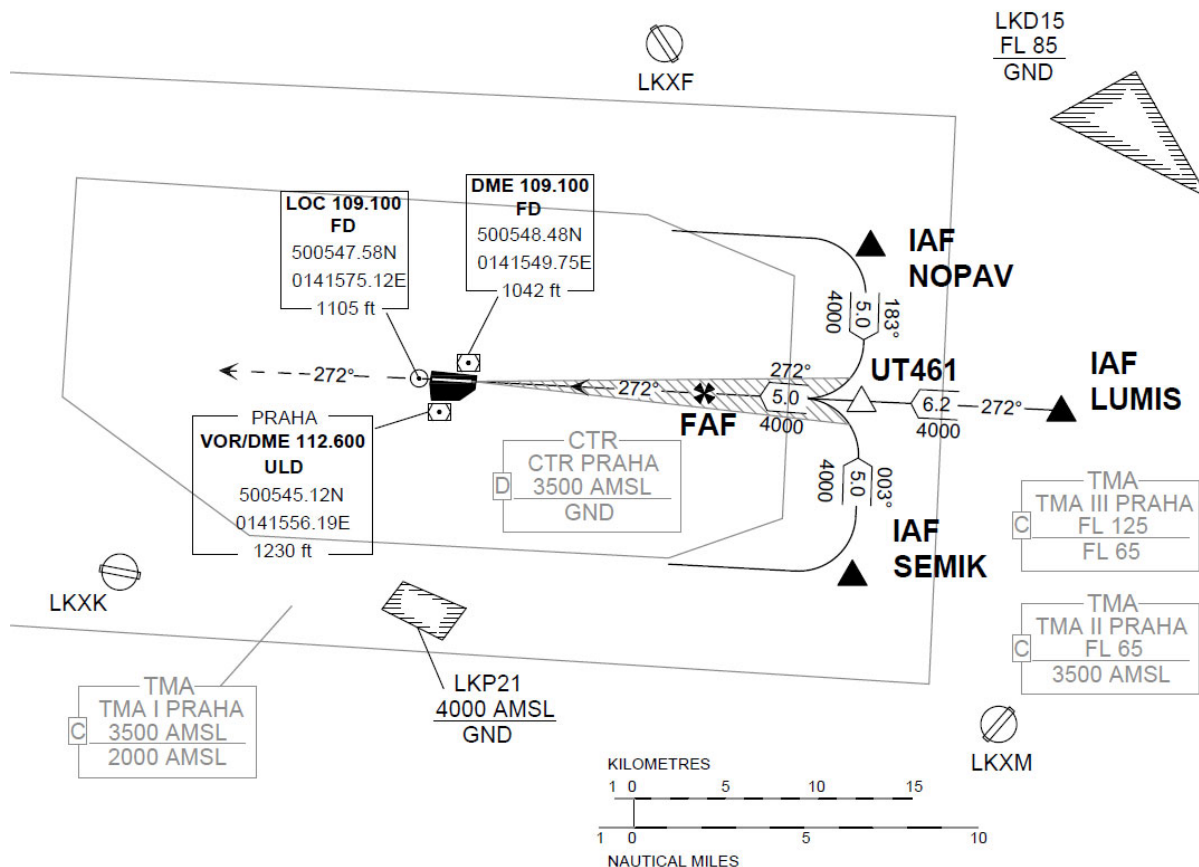 LKD15
FL 85
GND
LKXF
DME 109.100
FD
500548.48N
0141549.75E
1042 ft
LOC 109.100
FD
500547.58N
0141575.12E
1105 ft
IAF
NOPAV
183°
5.0
4000
UT461
IAF
LUMIS
272°
272°
272°
5.0
4000
6.2
4000
272°
FAF
PRAHA
VOR/DME 112.600
ULD
500545.12N
0141556.19E
1230 ft
CTR
CTR PRAHA
3500 AMSL
GND
D
003°
5.0
4000
IAF
SEMIK
TMA
TMA III PRAHA
FL 125
FL 65
C
LKXK
TMA
TMA II PRAHA
FL 65
3500 AMSL
C
LKP21
4000 AMSL
GND
TMA
TMA I PRAHA
3500 AMSL
2000 AMSL
C
LKXM
KILOMETRES
1 0 5 10 15
1 0 5 10
NAUTICAL MILES